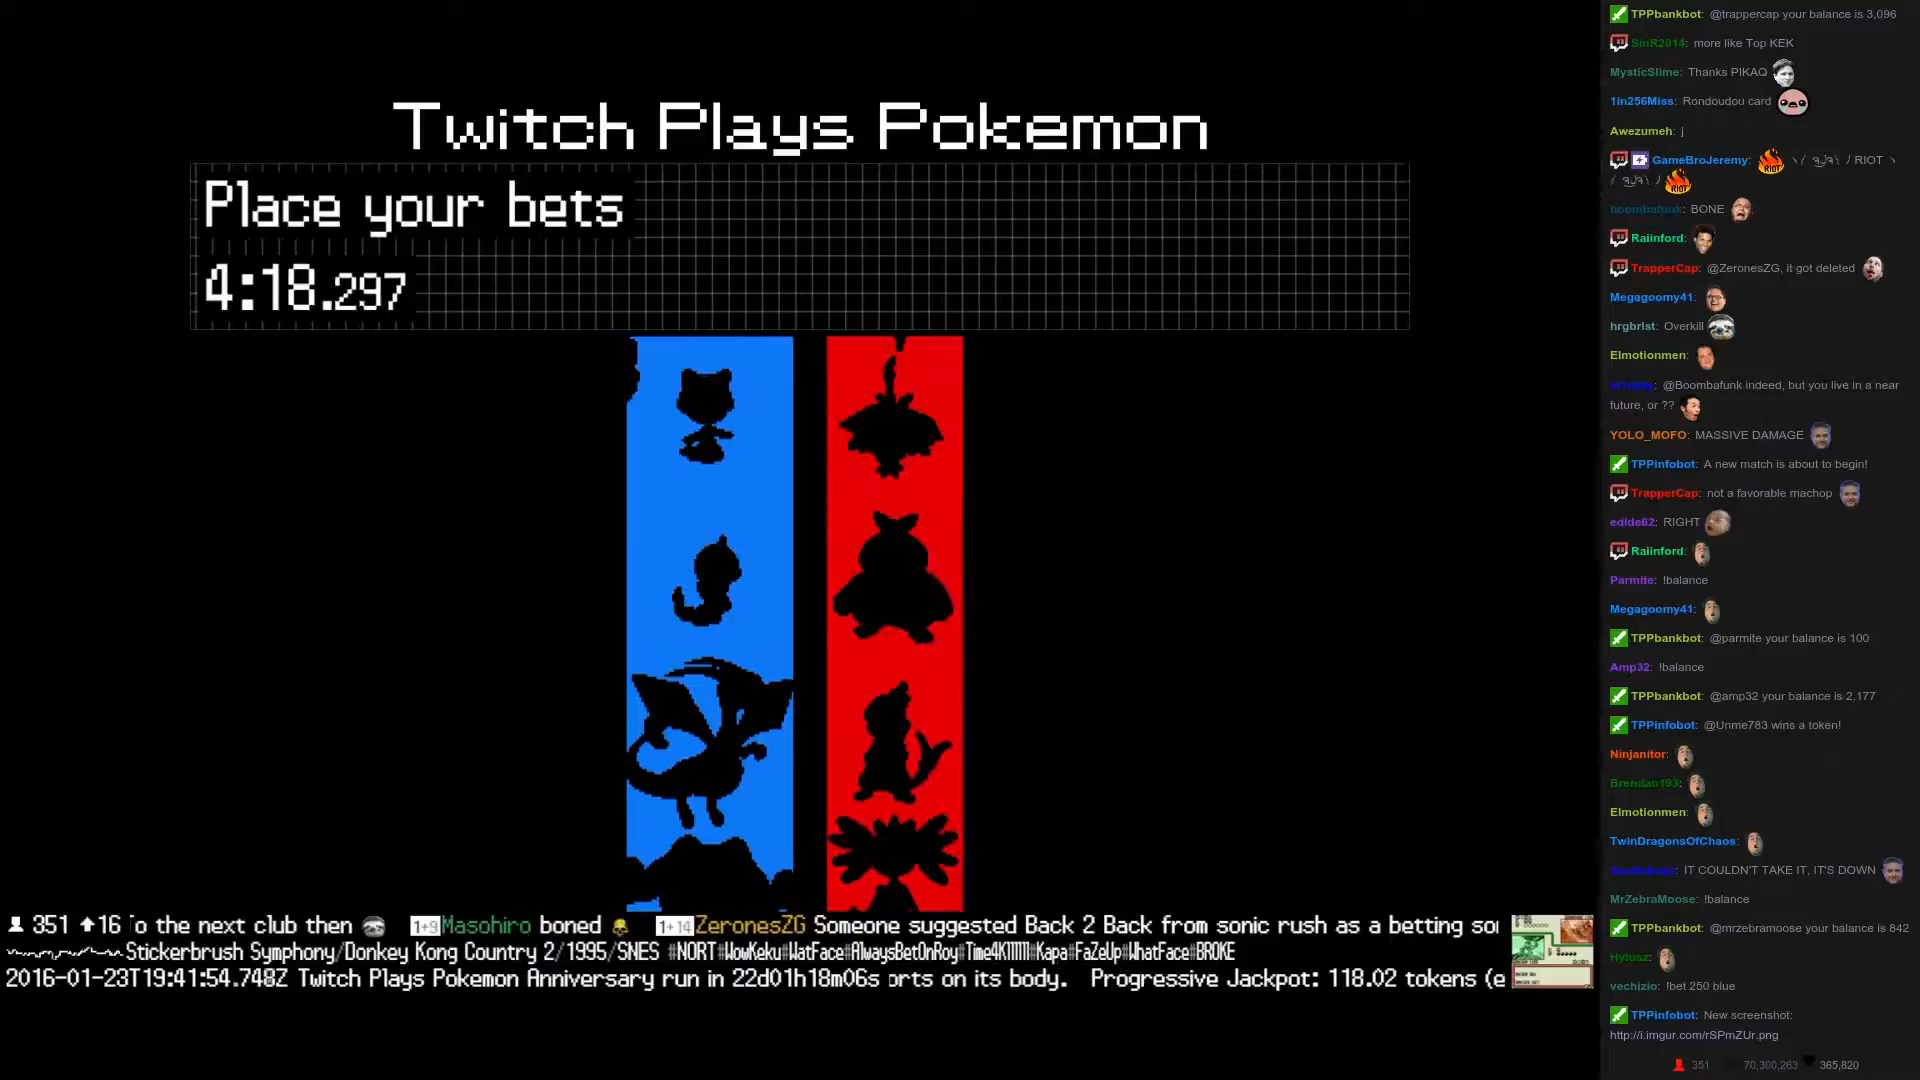 Twitch Plays Pokemon
Place your bets
4:18.297
351 16 o the next club then 1+9 Masohiro boned 1+14 ZeronesZG Someone suggested Back 2 Back from sonic rush as a betting sor
Stickerbrush Symphony/Donkey Kong Country 2/1995/SNES #NORT#WowKeku#WatFace#AlwaysBetOnRoy#Time4K111111#Kapa#FaZeUp#WhatFace#BROKE
2016-01-23T19:41:54.748Z Twitch Plays Pokemon Anniversary run in 22d01h18m06s orts on its body. Progressive Jackpot: 118.02 tokens (e
TPPbankbot: @trappercap your balance is 3,096
SinR2014: more like Top KEK
MysticSlime: Thanks PIKAQ
1in256Miss: Rondoudou card
Awezumeh: j
GameBroJeremy: RIOT
boombafunk: BONE
Raiinford:
TrapperCap: @ZeronesZG, it got deleted
Megagoomy41:
hrgbrlst: Overkill
Elmotionmen:
@Boombafunk indeed, but you live in a near
future, or ??
YOLO_MOFO: MASSIVE DAMAGE
TPPinfobot: A new match is about to begin!
TrapperCap: not a favorable machop
edide62: RIGHT
Raiinford:
Parmite: !balance
Megagoomy41:
TPPbankbot: @parmite your balance is 100
Amp32: !balance
TPPbankbot: @amp32 your balance is 2,177
TPPinfobot: @Unme783 wins a token!
Ninjanitor:
Brendan193:
Elmotionmen:
TwinDragonsOfChaos:
IT COULDN'T TAKE IT, IT'S DOWN
MrZebraMoose: !balance
TPPbankbot: @mrzebramoose your balance is 842
Hyiusz:
vechizio: !bet 250 blue
TPPinfobot: New screenshot:
http://i.imgur.com/rSPmZUr.png
351 70,300,263 365,820